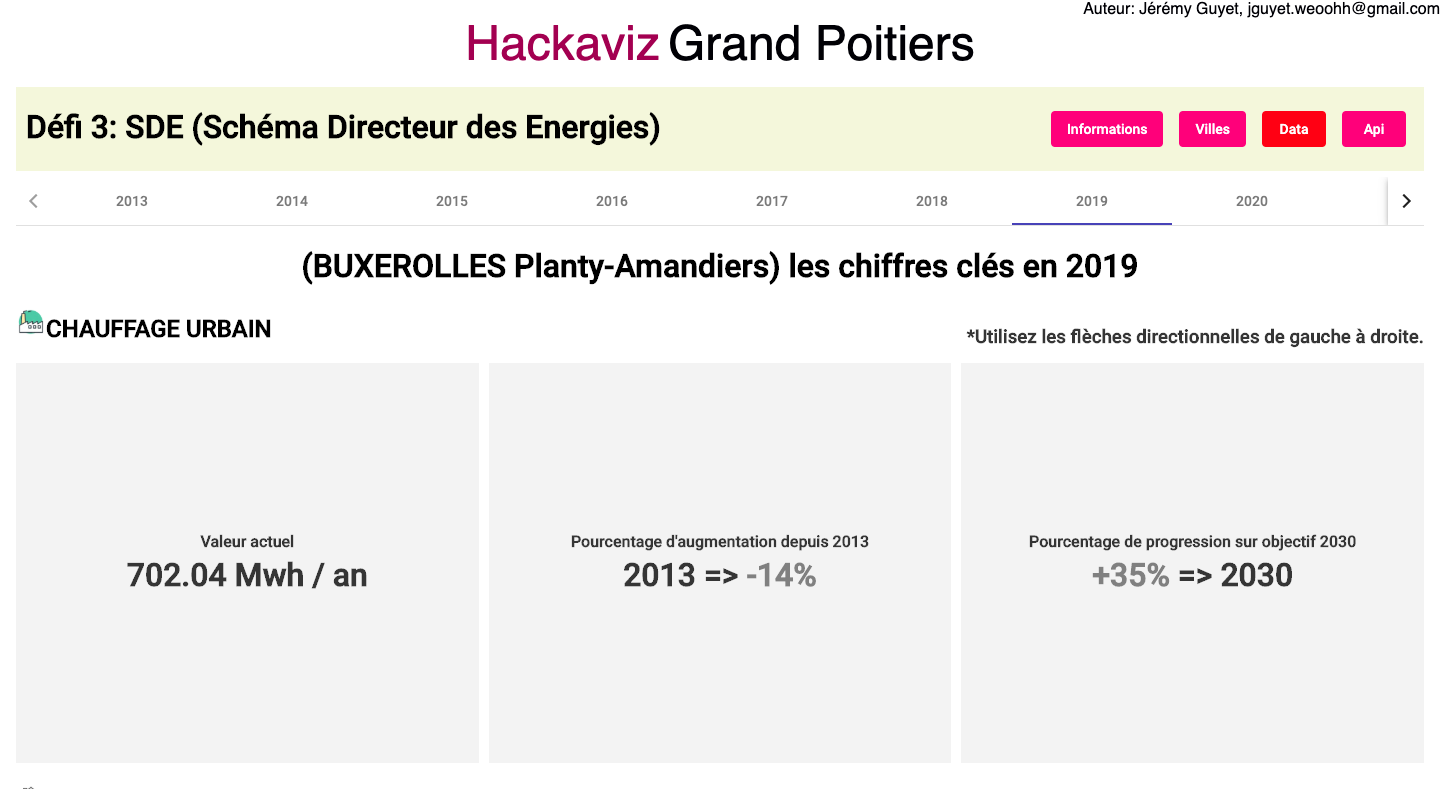 Auteur: Jérémy Guyet, jguyet.weoohh@gmail.com
Hackaviz Grand Poitiers
Défi 3: SDE (Schéma Directeur des Energies)
Informations Villes Data Api
2013 2014 2015 2016 2017 2018 2019 2020
(BUXEROLLES Planty-Amandiers) les chiffres clés en 2019
CHAUFFAGE URBAIN
*Utilisez les flèches directionnelles de gauche à droite.
Valeur actuel
702.04 Mwh / an
Pourcentage d'augmentation depuis 2013
2013 => -14%
Pourcentage de progression sur objectif 2030
+35% => 2030